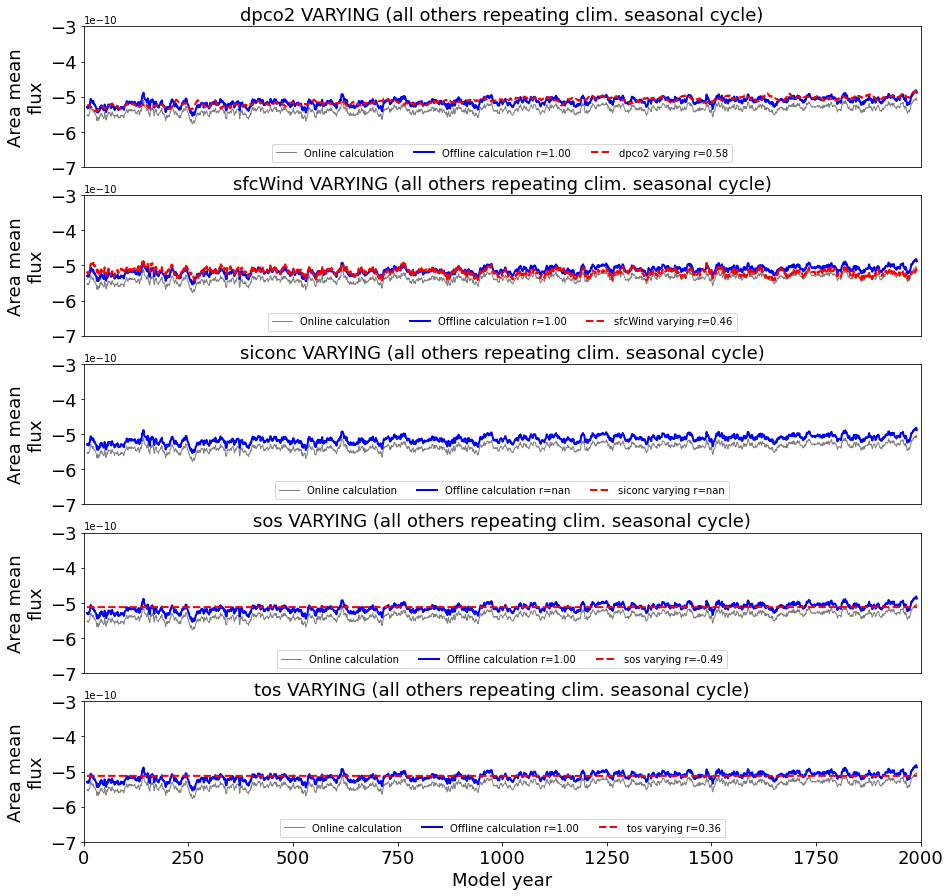 dpco2 VARYING (all others repeating clim. seasonal cycle)
1e−10
−3
−4
−5
−6
−7
Area mean
flux
Online calculation
Offline calculation r=1.00
dpco2 varying r=0.58
sfcWind VARYING (all others repeating clim. seasonal cycle)
1e−10
−3
−4
−5
−6
−7
Area mean
flux
Online calculation
Offline calculation r=1.00
sfcWind varying r=0.46
siconc VARYING (all others repeating clim. seasonal cycle)
1e−10
−3
−4
−5
−6
−7
Area mean
flux
Online calculation
Offline calculation r=nan
siconc varying r=nan
sos VARYING (all others repeating clim. seasonal cycle)
1e−10
−3
−4
−5
−6
−7
Area mean
flux
Online calculation
Offline calculation r=1.00
sos varying r=-0.49
tos VARYING (all others repeating clim. seasonal cycle)
1e−10
−3
−4
−5
−6
−7
Area mean
flux
Online calculation
Offline calculation r=1.00
tos varying r=0.36
0 250 500 750 1000 1250 1500 1750 2000
Model year